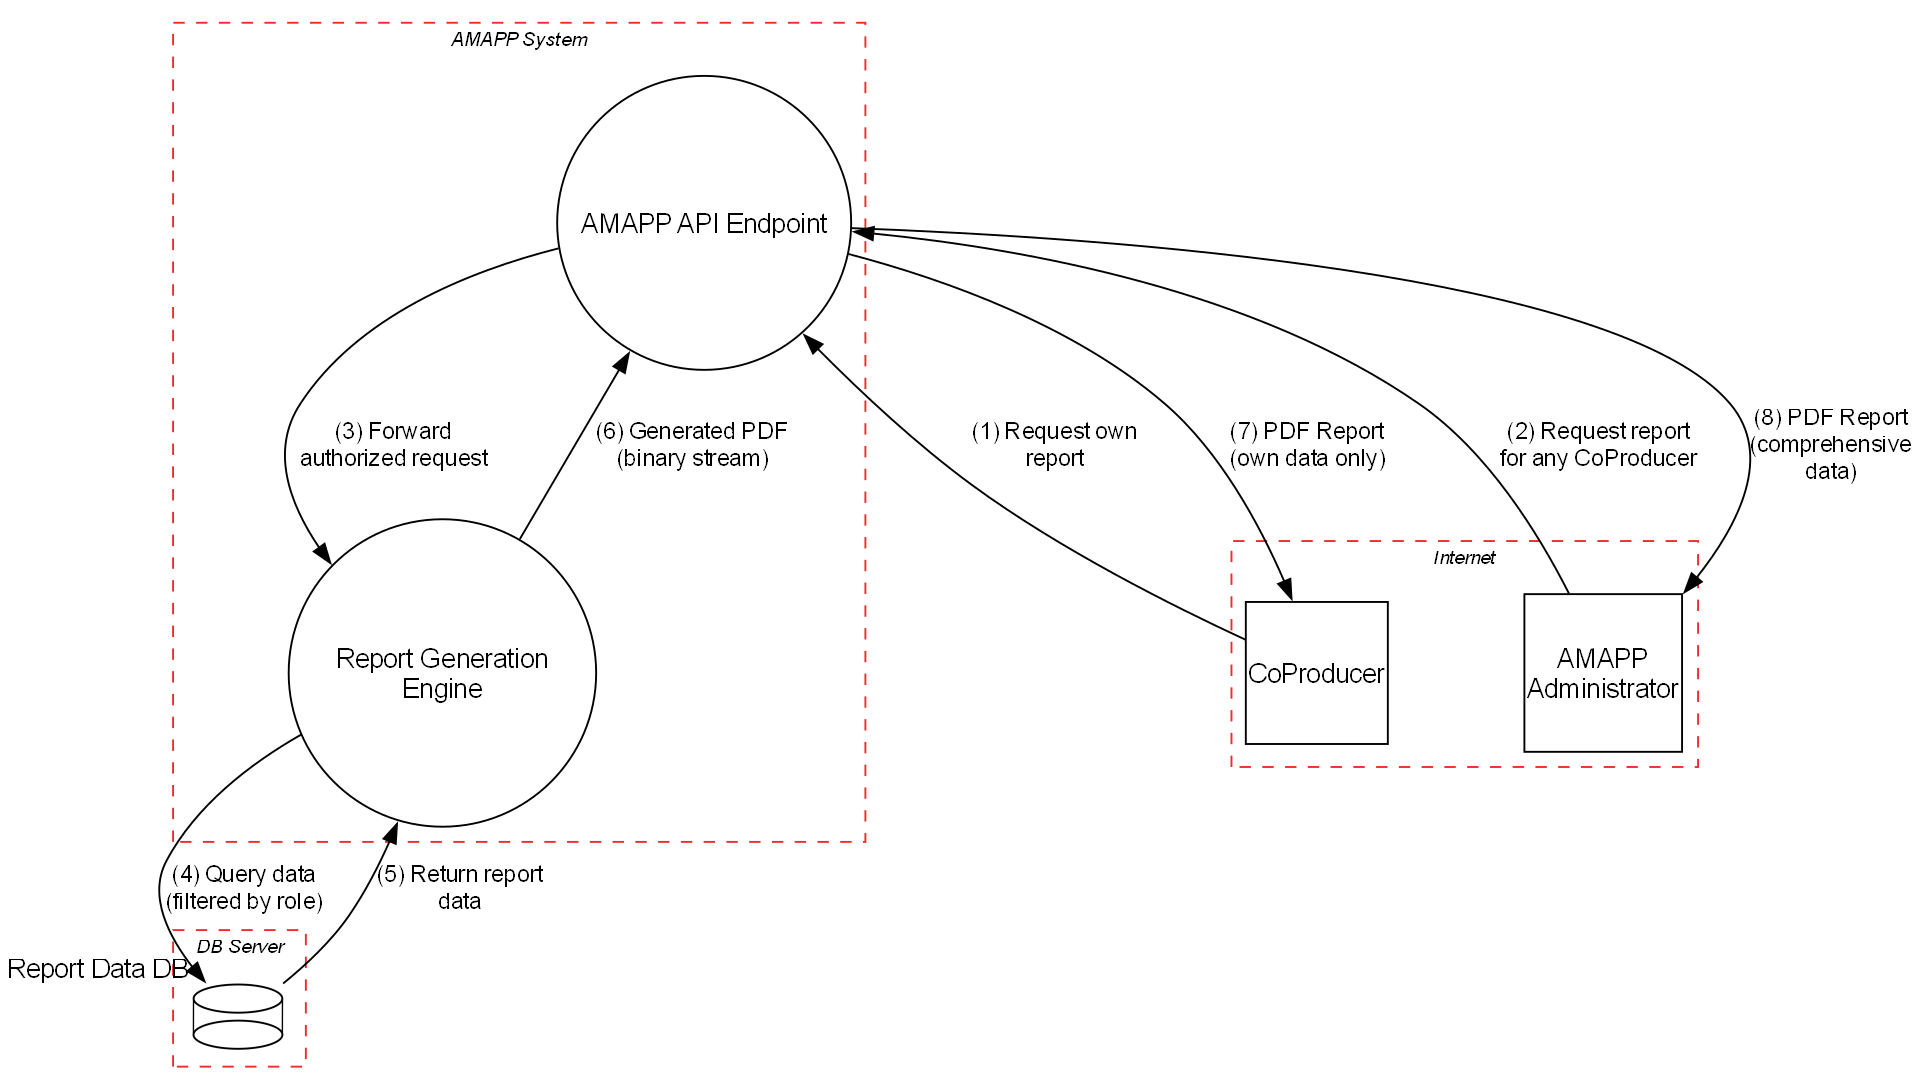 AMAPP System
AMAPP API Endpoint
(3) Forward
authorized request
(6) Generated PDF
(binary stream)
(1) Request own
report
(7) PDF Report
(own data only)
(2) Request report
for any CoProducer
(8) PDF Report
(comprehensive
data)
Internet
Report Generation
Engine
CoProducer
AMAPP
Administrator
(4) Query data
(filtered by role)
(5) Return report
data
DB Server
Report Data DB